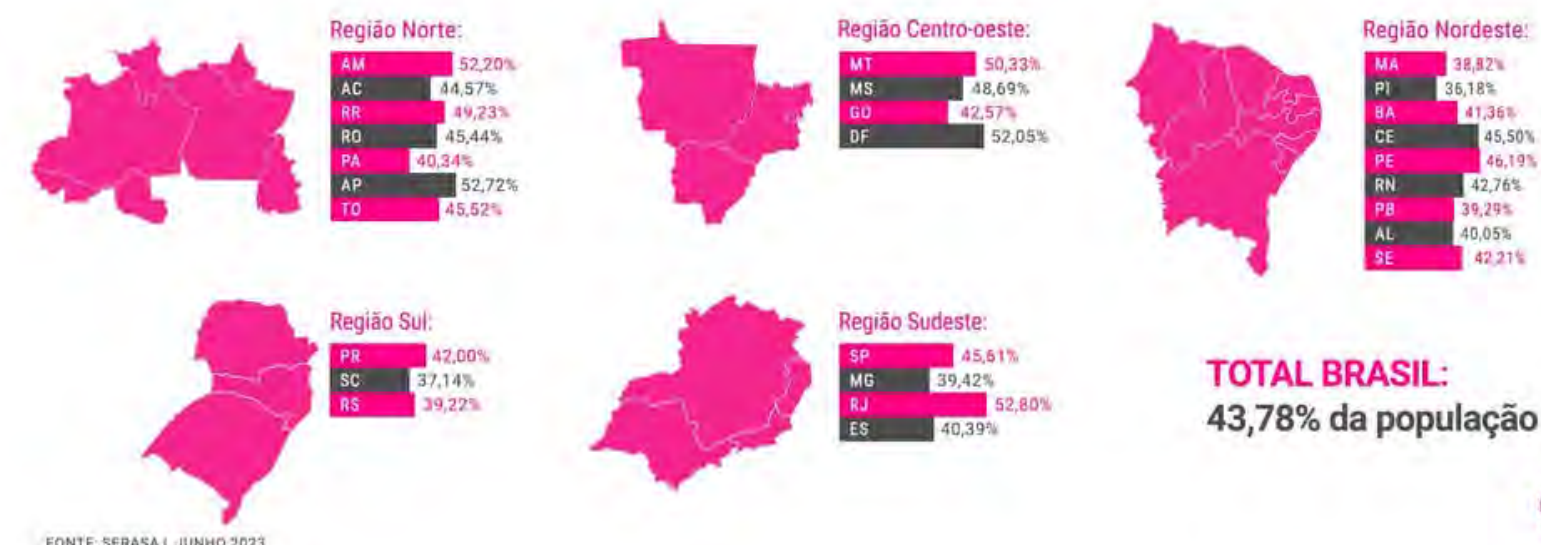 Região Norte:
AM 52,20%
AC 44,57%
RR 49,23%
RO 45,44%
PA 40,34%
AP 52,72%
TO 45,52%
Região Centro-oeste:
MT 50,33%
MS 48,69%
GO 42,57%
DF 52,05%
Região Nordeste:
MA 38,82%
PI 36,18%
BA 41,36%
CE 45,50%
PE 46,19%
RN 42,76%
PB 39,29%
AL 40,05%
SE 42,21%
Região Sul:
PR 42,00%
SC 37,14%
RS 39,22%
Região Sudeste:
SP 45,61%
MG 39,42%
RJ 52,80%
ES 40,39%
TOTAL BRASIL:
43,78% da população
FONTE: SERASA | JUNHO 2023